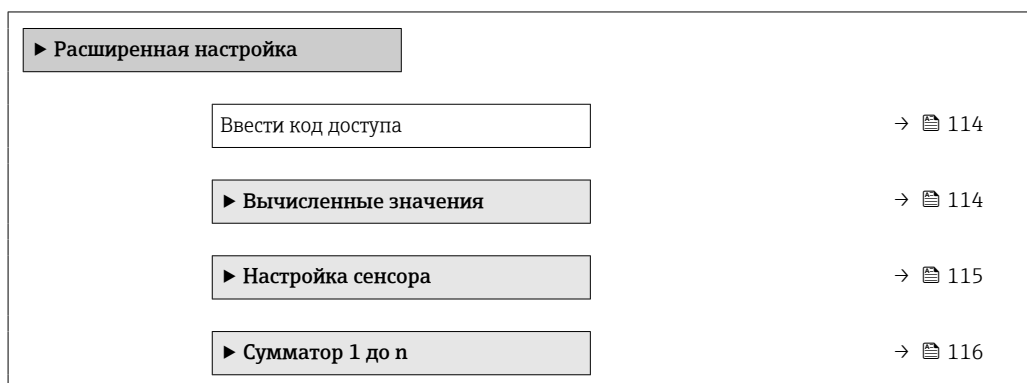 ▶ Расширенная настройка
Ввести код доступа → 114
▶ Вычисленные значения → 114
▶ Настройка сенсора → 115
▶ Сумматор 1 до n → 116